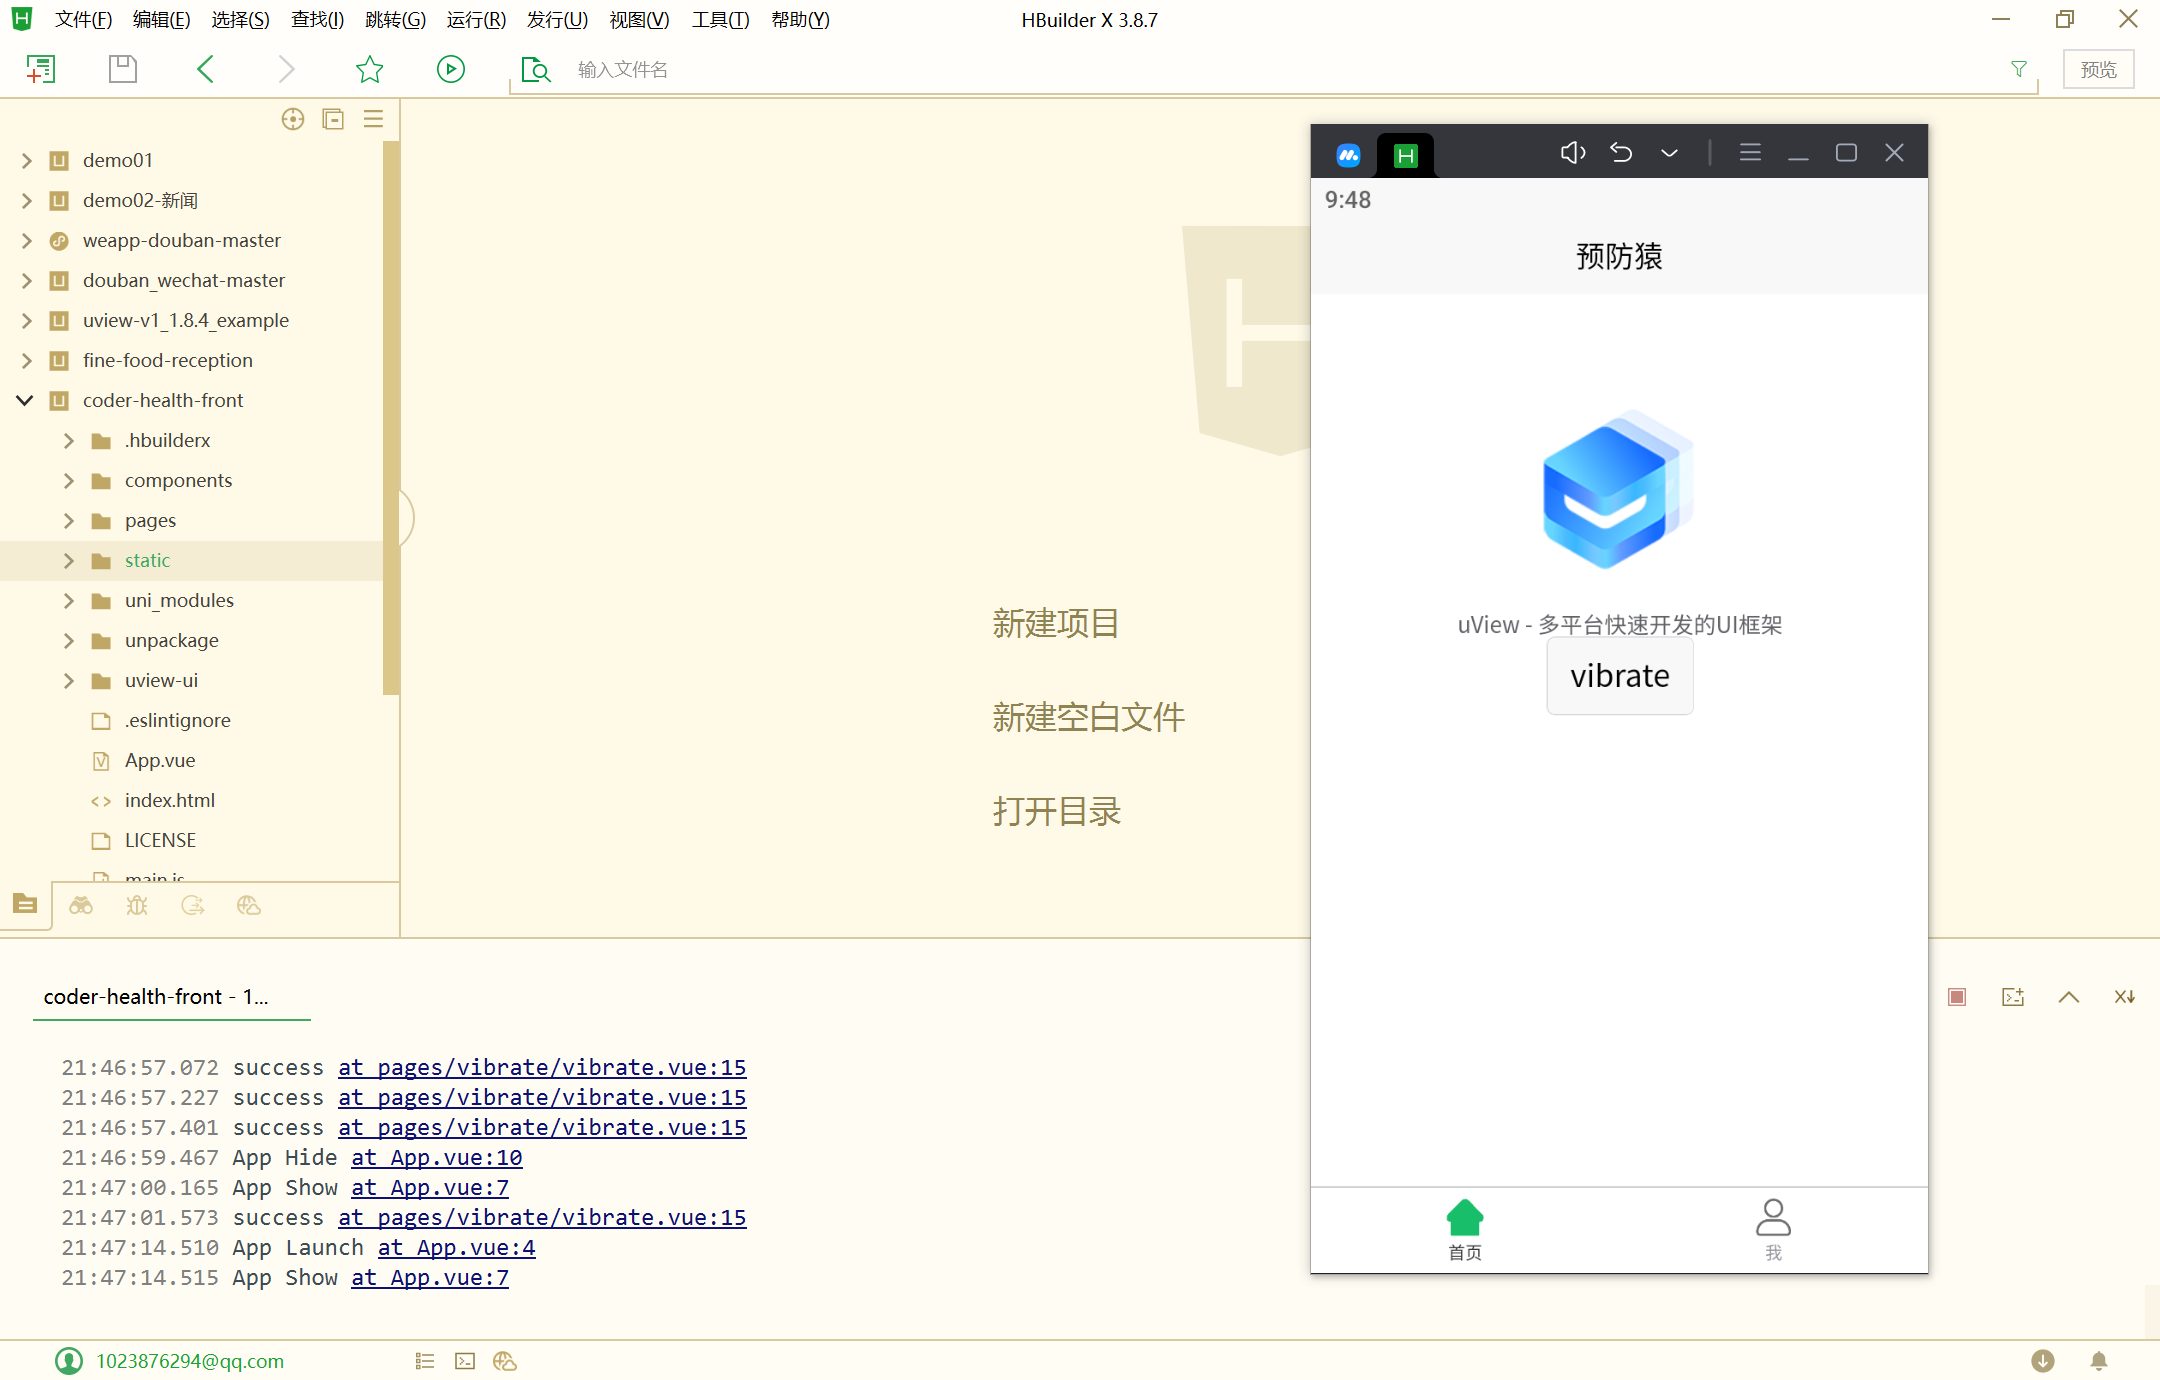 文件(F) 编辑(E) 选择(S) 查找(I) 跳转(G) 运行(R) 发行(U) 视图(V) 工具(T) 帮助(Y)
HBuilder X 3.8.7
输入文件名
预览
demo01
demo02-新闻
weapp-douban-master
douban_wechat-master
uview-v1_1.8.4_example
fine-food-reception
coder-health-front
.hbuilderx
components
pages
static
uni_modules
unpackage
uview-ui
.eslintignore
App.vue
index.html
LICENSE
main.js
新建项目
新建空白文件
打开目录
9:48
预防猿
uView - 多平台快速开发的UI框架
vibrate
首页
我
coder-health-front - 1...
21:46:57.072 success at pages/vibrate/vibrate.vue:15
21:46:57.227 success at pages/vibrate/vibrate.vue:15
21:46:57.401 success at pages/vibrate/vibrate.vue:15
21:46:59.467 App Hide at App.vue:10
21:47:00.165 App Show at App.vue:7
21:47:01.573 success at pages/vibrate/vibrate.vue:15
21:47:14.510 App Launch at App.vue:4
21:47:14.515 App Show at App.vue:7
1023876294@qq.com